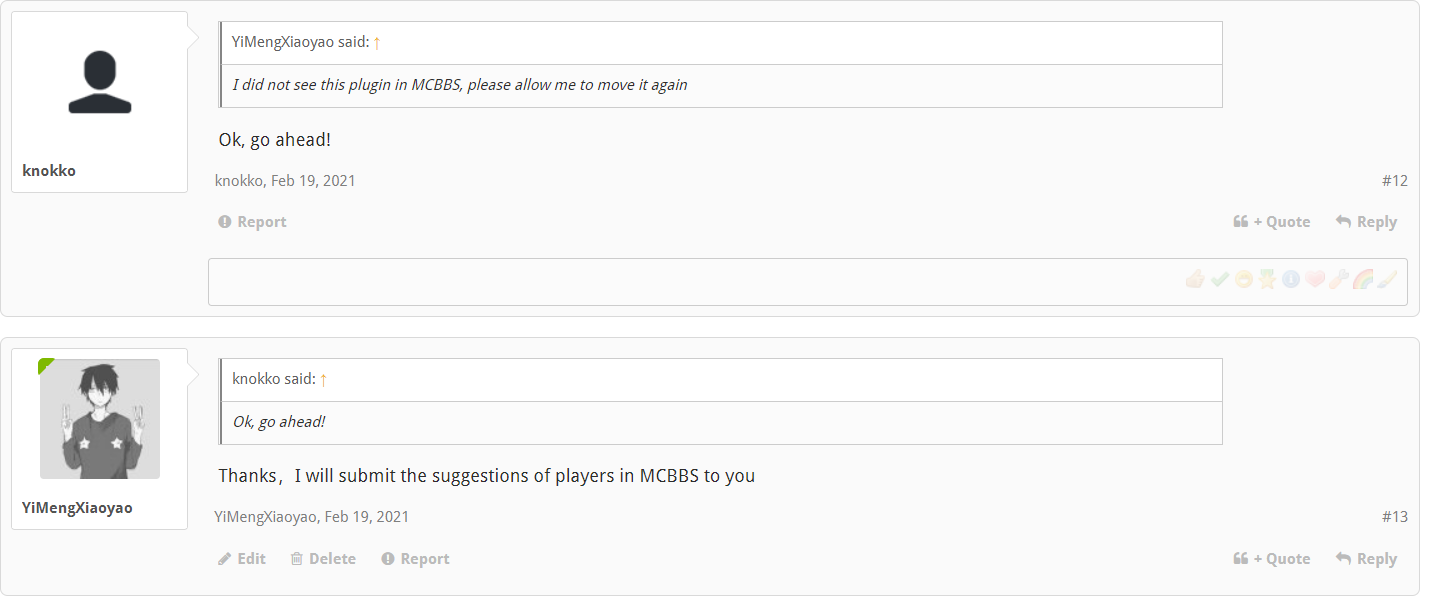 YiMengXiaoyao said: ↑
I did not see this plugin in MCBBS, please allow me to move it again
Ok, go ahead!
knokko
knokko, Feb 19, 2021
#12
Report
+ Quote
Reply
knokko said: ↑
Ok, go ahead!
Thanks，I will submit the suggestions of players in MCBBS to you
YiMengXiaoyao
YiMengXiaoyao, Feb 19, 2021
#13
Edit
Delete
Report
+ Quote
Reply